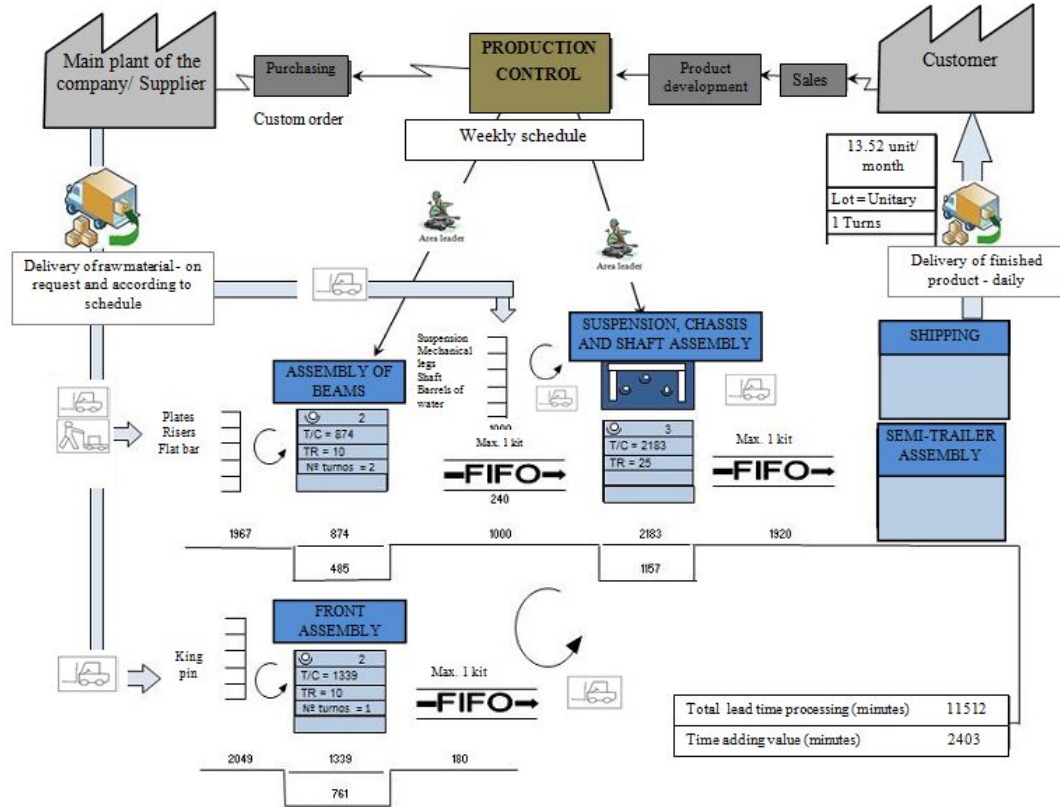 Main plant of the
company/ Supplier
Purchasing
Custom order
PRODUCTION
CONTROL
Product
development
Sales
Customer
Weekly schedule
13.52 unit/
month
Lot = Unitary
1 Turns
Area leader
Area leader
Delivery of raw material - on
request and according to
schedule
Delivery of finished
product - daily
Suspension
Mechanical
legs
Shaft
Barrels of
water
1000
SUSPENSION, CHASSIS
AND SHAFT ASSEMBLY
SHIPPING
ASSEMBLY OF
BEAMS
Plates
Risers
Flat bar
2
T/C = 874
TR = 10
Nº turnos = 2
Max. 1 kit
FIFO
240
3
T/C = 2183
TR = 25
Max. 1 kit
FIFO
SEMI-TRAILER
ASSEMBLY
1967
874
1000
2183
1920
485
1157
FRONT
ASSEMBLY
King
pin
2
T/C = 1339
TR = 10
Nº turnos = 1
Max. 1 kit
FIFO
2049
1339
180
761
Total lead time processing (minutes) 11512
Time adding value (minutes) 2403